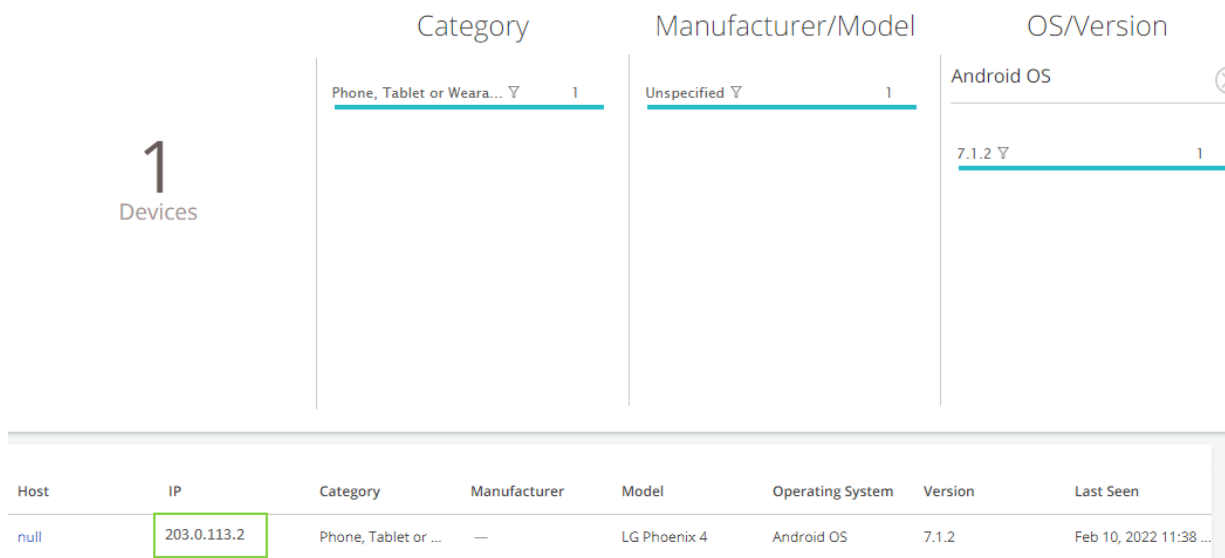 Category
Manufacturer/Model
OS/Version
1
Devices
Phone, Tablet or Weara... 1
Unspecified 1
Android OS
7.1.2 1
Host IP Category Manufacturer Model Operating System Version Last Seen
null 203.0.113.2 Phone, Tablet or ... — LG Phoenix 4 Android OS 7.1.2 Feb 10, 2022 11:38 ...